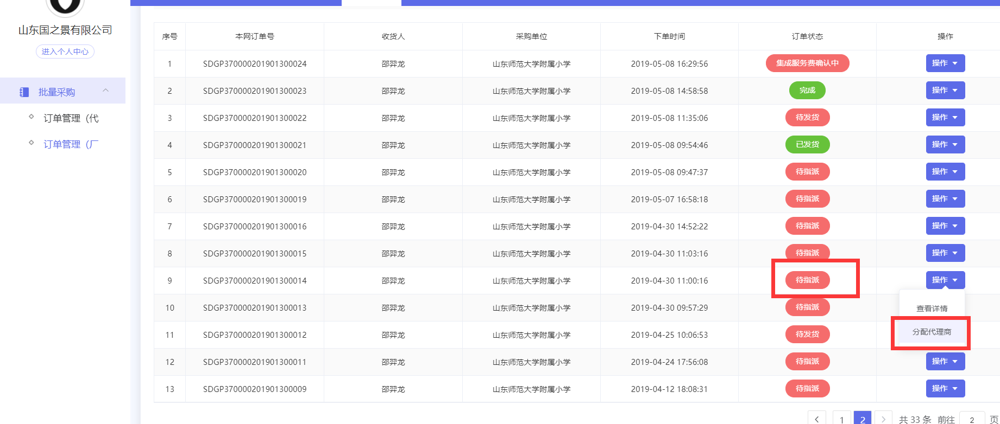 山东国之景有限公司
进入个人中心
批量采购
订单管理（代
订单管理（厂
序号 本网订单号 收货人 采购单位 下单时间 订单状态 操作
1 SDGP370000201901300024 邵羿龙 山东师范大学附属小学 2019-05-08 16:29:56 集成服务费确认中 操作
2 SDGP370000201901300023 邵羿龙 山东师范大学附属小学 2019-05-08 14:58:58 完成 操作
3 SDGP370000201901300022 邵羿龙 山东师范大学附属小学 2019-05-08 11:35:06 待发货 操作
4 SDGP370000201901300021 邵羿龙 山东师范大学附属小学 2019-05-08 09:54:46 已发货 操作
5 SDGP370000201901300020 邵羿龙 山东师范大学附属小学 2019-05-08 09:47:37 待指派 操作
6 SDGP370000201901300019 邵羿龙 山东师范大学附属小学 2019-05-07 16:58:18 待指派 操作
7 SDGP370000201901300016 邵羿龙 山东师范大学附属小学 2019-04-30 14:52:22 待指派 操作
8 SDGP370000201901300015 邵羿龙 山东师范大学附属小学 2019-04-30 11:03:16 待指派 操作
9 SDGP370000201901300014 邵羿龙 山东师范大学附属小学 2019-04-30 11:00:16 待指派 操作
10 SDGP370000201901300013 邵羿龙 山东师范大学附属小学 2019-04-30 09:57:29 待指派 查看详情
11 SDGP370000201901300012 邵羿龙 山东师范大学附属小学 2019-04-25 10:06:53 待发货 分配代理商
12 SDGP370000201901300011 邵羿龙 山东师范大学附属小学 2019-04-24 17:56:08 待指派 操作
13 SDGP370000201901300009 邵羿龙 山东师范大学附属小学 2019-04-12 18:08:31 待指派 操作
1 2 共 33 条 前往 2 页